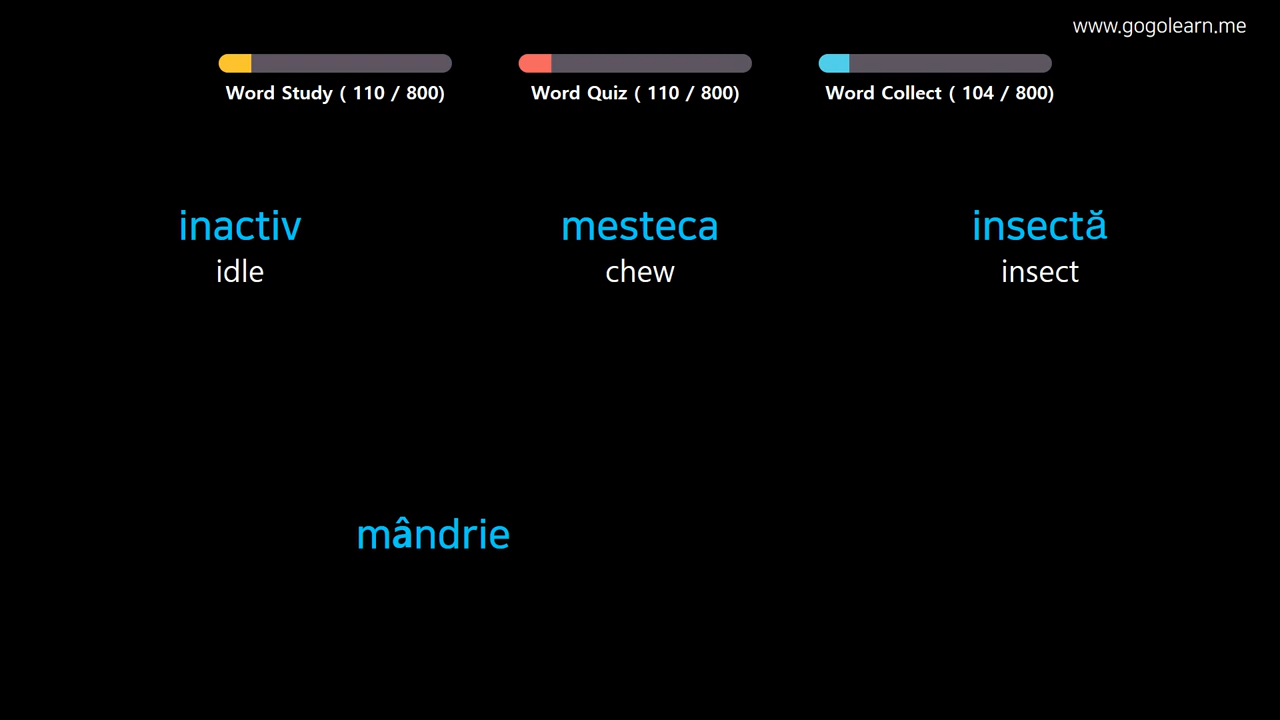 www.gogolearn.me
Word Study ( 110 / 800)
Word Quiz ( 110 / 800)
Word Collect ( 104 / 800)
inactiv
idle
mesteca
chew
insectă
insect
mândrie